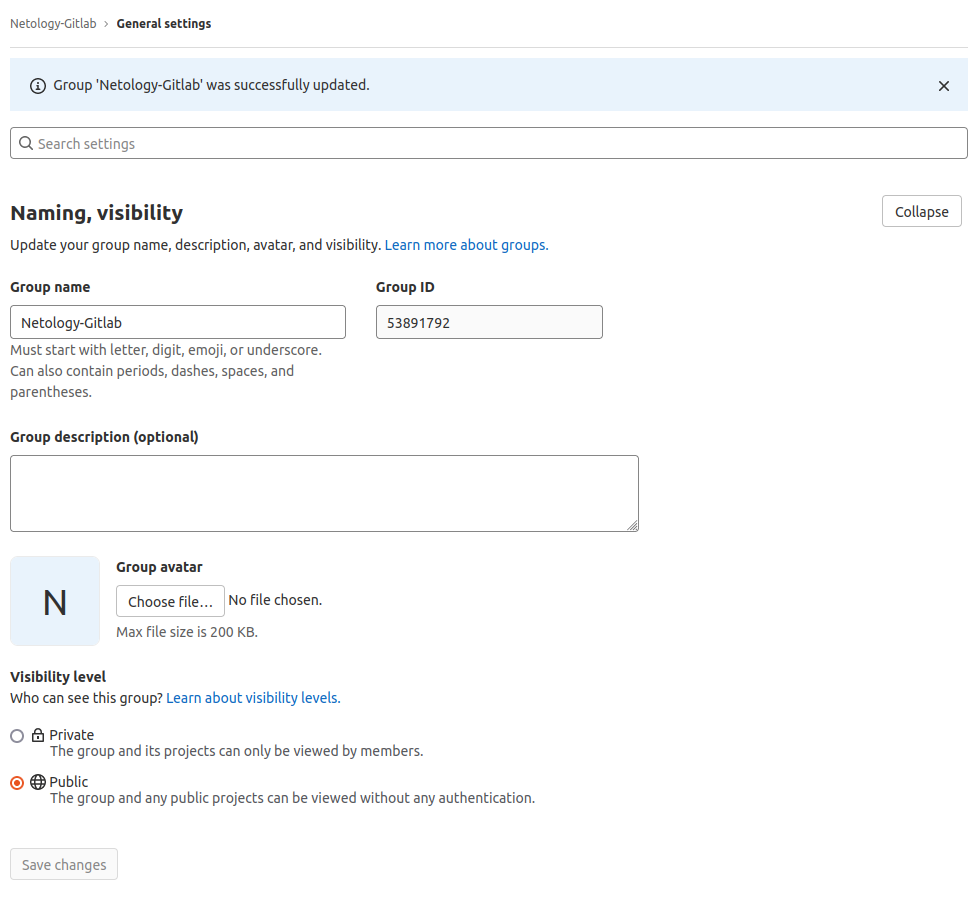 Netology-Gitlab › General settings
Group 'Netology-Gitlab' was successfully updated.
Search settings
Naming, visibility
Collapse
Update your group name, description, avatar, and visibility. Learn more about groups.
Group name
Group ID
Netology-Gitlab
53891792
Must start with letter, digit, emoji, or underscore.
Can also contain periods, dashes, spaces, and
parentheses.
Group description (optional)
N
Group avatar
Choose file… No file chosen.
Max file size is 200 KB.
Visibility level
Who can see this group? Learn about visibility levels.
Private
The group and its projects can only be viewed by members.
Public
The group and any public projects can be viewed without any authentication.
Save changes